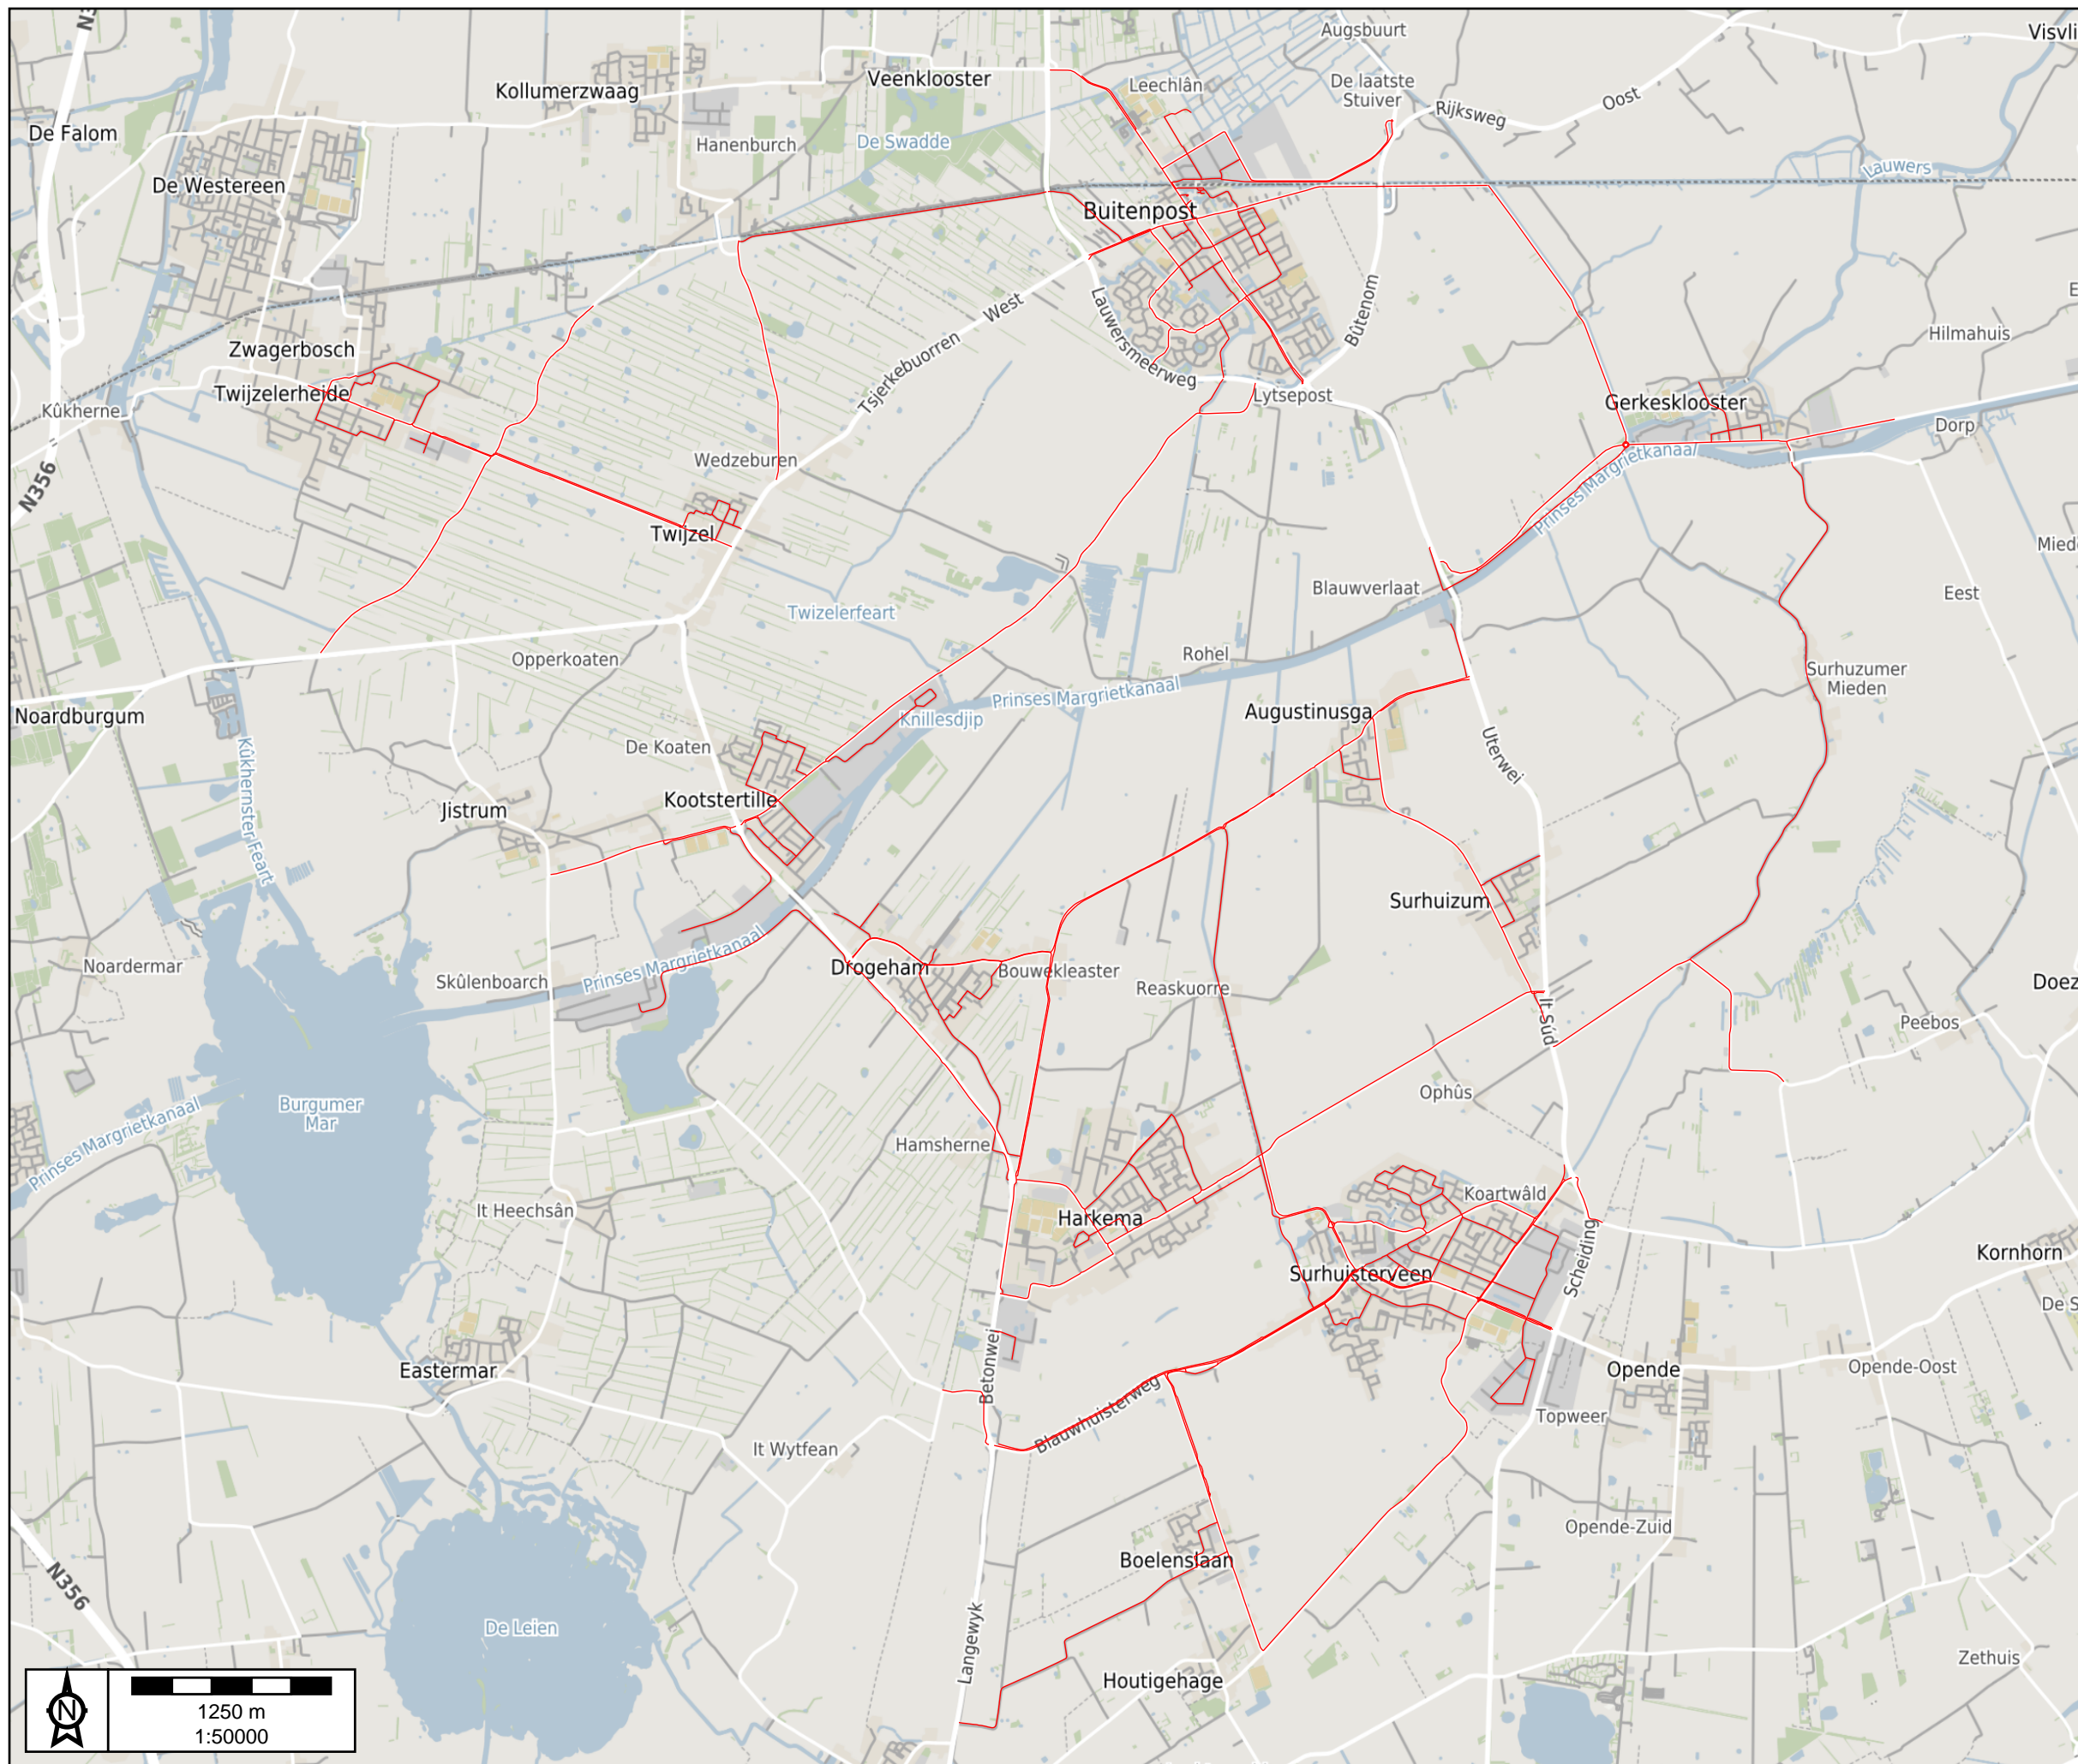 Augsbuurt
Visvli
Kollumerzwaag
Veenklooster
Leechlân
De laatste
Stuiver
Rijksweg
Oost
De Falom
Hanenburch
De Swadde
Lauwers
De Westereen
Buitenpost
West
Tsjerkebuorren
Lauwersmeerweg
Bûtenom
Hilmahuis
Zwagerbosch
Twijzelerheide
Kûkherne
Lytsepost
Gerkesklooster
Dorp
N356
Wedzeburen
Prinses Margrietkanaal
Twijzel
Mied
Blauwverlaat
Eest
Twizelerfeart
Opperkoaten
Rohel
Surhuzumer
Mieden
Prinses Margrietkanaal
Noardburgum
Augustinusga
Knillesdjip
De Koaten
Uterwei
Kûkhernster Feart
Jistrum
Kootstertille
Surhuizum
Noardermar
Skûlenboarch
Prinses Margrietkanaal
Drogeham
Bouwekleaster
Reaskuorre
Doez
It Súd
Peebos
Burgumer
Mar
Prinses Margrietkanaal
Ophûs
Hamsherne
It Heechsân
Harkema
Koartwâld
Scheiding
Kornhorn
Surhuisterveen
De S
Eastermar
Betonwei
Opende
Opende-Oost
Blauwhuisterweg
Topweer
It Wytfean
Opende-Zuid
Boelenslaan
N356
De Leien
Langewyk
Houtigehage
Zethuis
N
1250 m
1:50000